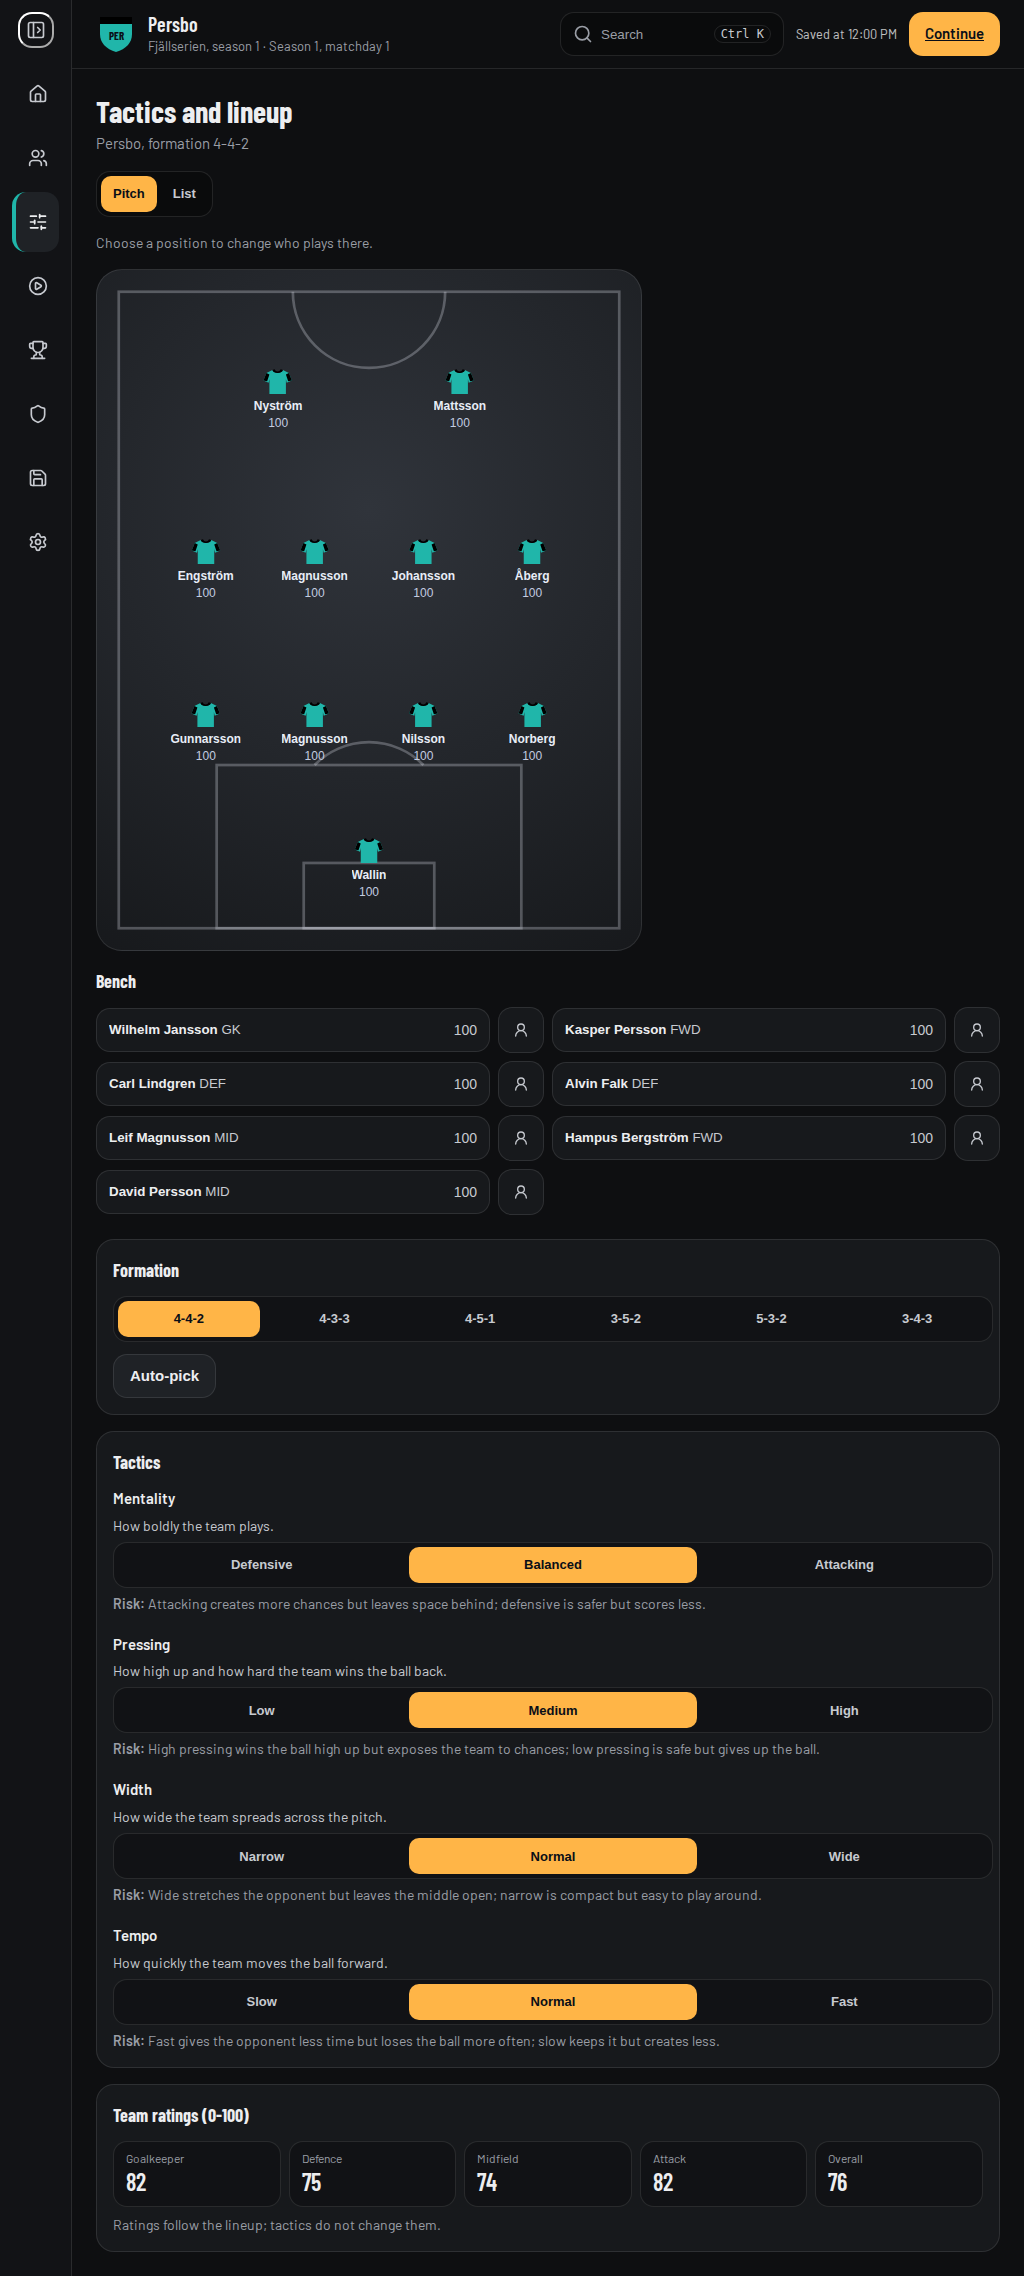 PER
Persbo
Fjällserien, season 1 · Season 1, matchday 1
Search
Ctrl K
Saved at 12:00 PM
Continue
Tactics and lineup
Persbo, formation 4-4-2
Pitch
List
Choose a position to change who plays there.
Nyström
100
Mattsson
100
Engström
100
Magnusson
100
Johansson
100
Åberg
100
Gunnarsson
100
Magnusson
100
Nilsson
100
Norberg
100
Wallin
100
Bench
Wilhelm Jansson GK 100
Kasper Persson FWD 100
Carl Lindgren DEF 100
Alvin Falk DEF 100
Leif Magnusson MID 100
Hampus Bergström FWD 100
David Persson MID 100
Formation
4-4-2
4-3-3
4-5-1
3-5-2
5-3-2
3-4-3
Auto-pick
Tactics
Mentality
How boldly the team plays.
Defensive
Balanced
Attacking
Risk: Attacking creates more chances but leaves space behind; defensive is safer but scores less.
Pressing
How high up and how hard the team wins the ball back.
Low
Medium
High
Risk: High pressing wins the ball high up but exposes the team to chances; low pressing is safe but gives up the ball.
Width
How wide the team spreads across the pitch.
Narrow
Normal
Wide
Risk: Wide stretches the opponent but leaves the middle open; narrow is compact but easy to play around.
Tempo
How quickly the team moves the ball forward.
Slow
Normal
Fast
Risk: Fast gives the opponent less time but loses the ball more often; slow keeps it but creates less.
Team ratings (0-100)
Goalkeeper
82
Defence
75
Midfield
74
Attack
82
Overall
76
Ratings follow the lineup; tactics do not change them.